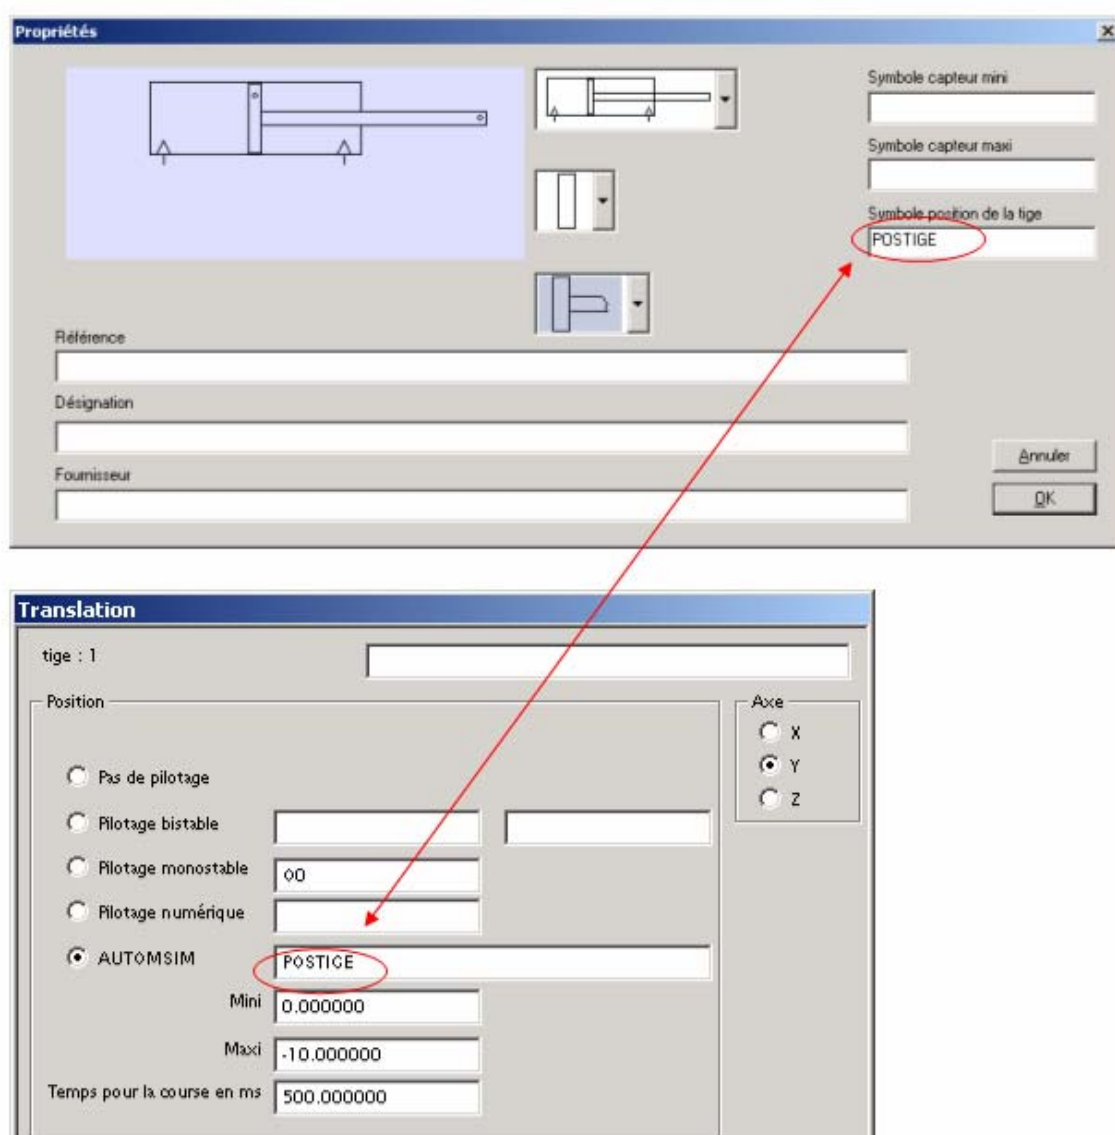 Propriétés
Symbole capteur mini
Symbole capteur maxi
Symbole position de la tige
POSTIGE
Référence
Désignation
Fournisseur
Annuler
OK
Translation
tige : 1
Position
Axe
X
Pas de pilotage
Y
Z
Pilotage bistable
Pilotage monostable
o0
Pilotage numérique
AUTOMSIM
POSTIGE
Mini
0.000000
Maxi
-10.000000
Temps pour la course en ms
500.000000